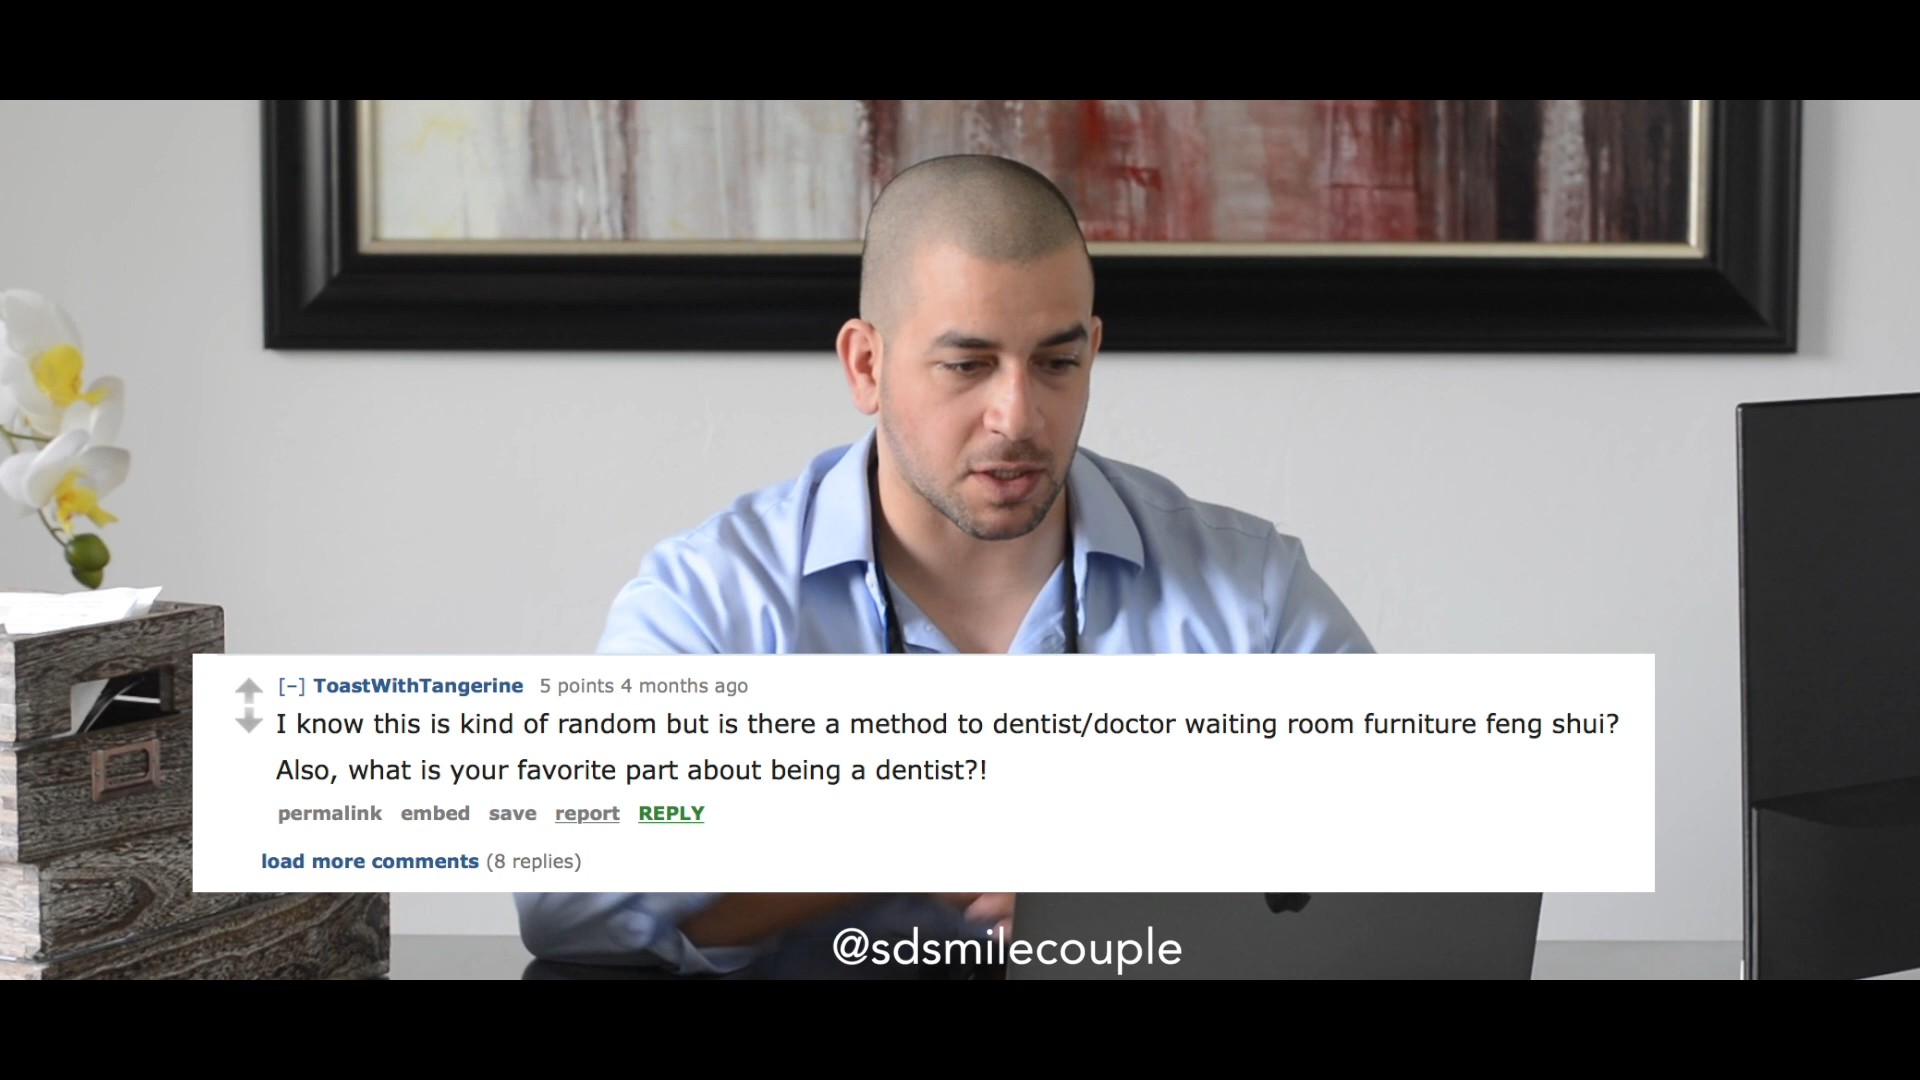 [–] ToastWithTangerine 5 points 4 months ago
I know this is kind of random but is there a method to dentist/doctor waiting room furniture feng shui?
Also, what is your favorite part about being a dentist?!
permalink embed save report REPLY
load more comments (8 replies)
@sdsmilecouple